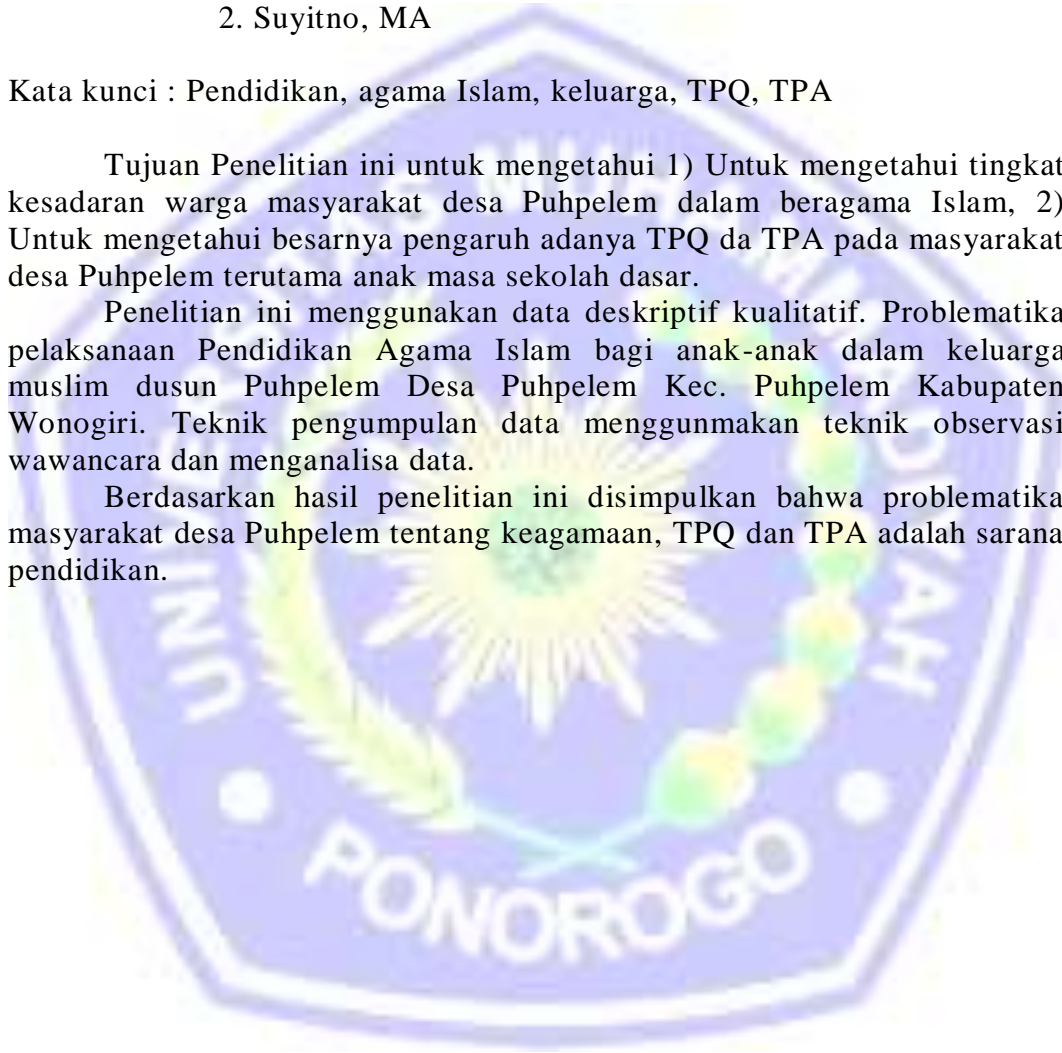 2. Suyitno, MA
Kata kunci : Pendidikan, agama Islam, keluarga, TPQ, TPA
Tujuan Penelitian ini untuk mengetahui 1) Untuk mengetahui tingkat
kesadaran warga masyarakat desa Puhpelem dalam beragama Islam, 2)
Untuk mengetahui besarnya pengaruh adanya TPQ da TPA pada masyarakat
desa Puhpelem terutama anak masa sekolah dasar.
Penelitian ini menggunakan data deskriptif kualitatif. Problematika
pelaksanaan Pendidikan Agama Islam bagi anak-anak dalam keluarga
muslim dusun Puhpelem Desa Puhpelem Kec. Puhpelem Kabupaten
Wonogiri. Teknik pengumpulan data menggunmakan teknik observasi
wawancara dan menganalisa data.
Berdasarkan hasil penelitian ini disimpulkan bahwa problematika
masyarakat desa Puhpelem tentang keagamaan, TPQ dan TPA adalah sarana
pendidikan.
UNIVERSITAS MUHAMMADIYAH
PONOROGO